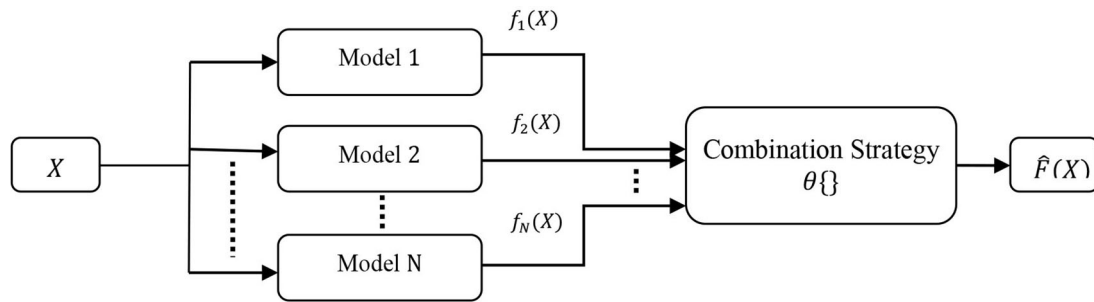 X
Model 1
Model 2
Model N
f₁(X)
f₂(X)
f_N(X)
Combination Strategy
θ{}
F̂(X)